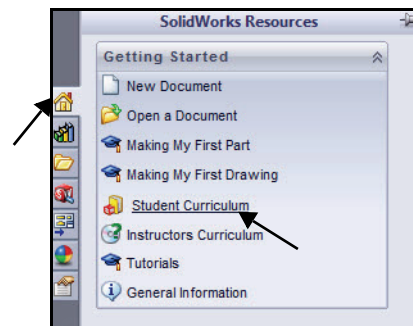 SolidWorks Resources
Getting Started
New Document
Open a Document
Making My First Part
Making My First Drawing
Student Curriculum
Instructors Curriculum
Tutorials
General Information